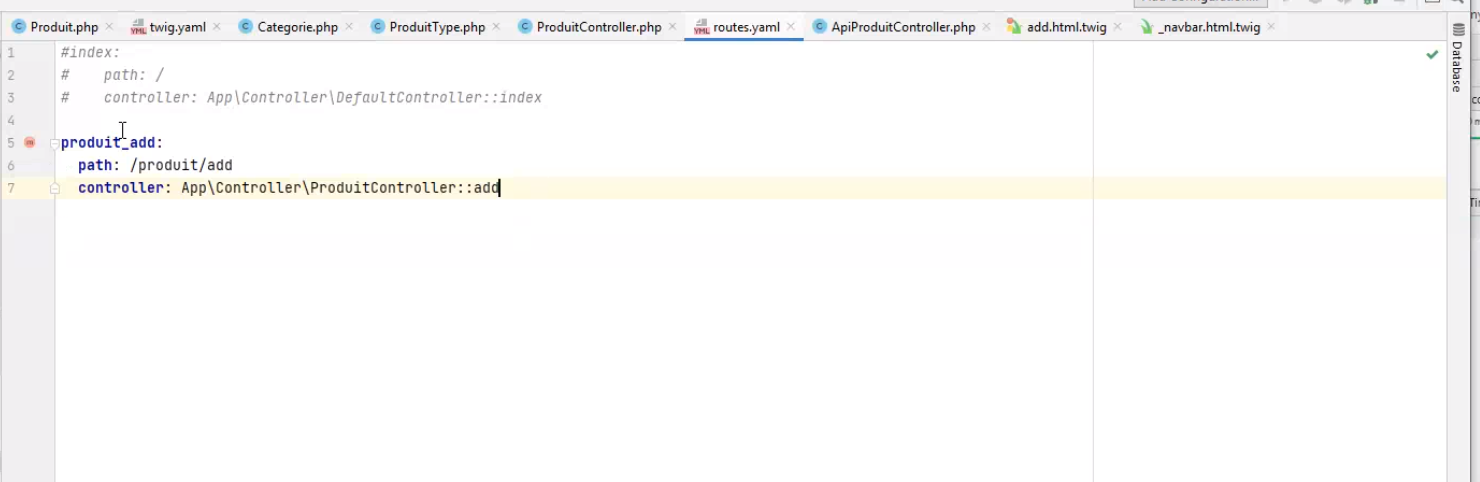 Produit.php
twig.yaml
Categorie.php
ProduitType.php
ProduitController.php
routes.yaml
ApiProduitController.php
add.html.twig
_navbar.html.twig
1 #index:
2 #    path: /
3 #    controller: App\Controller\DefaultController::index
4
5 produit_add:
6   path: /produit/add
7   controller: App\Controller\ProduitController::add
Database